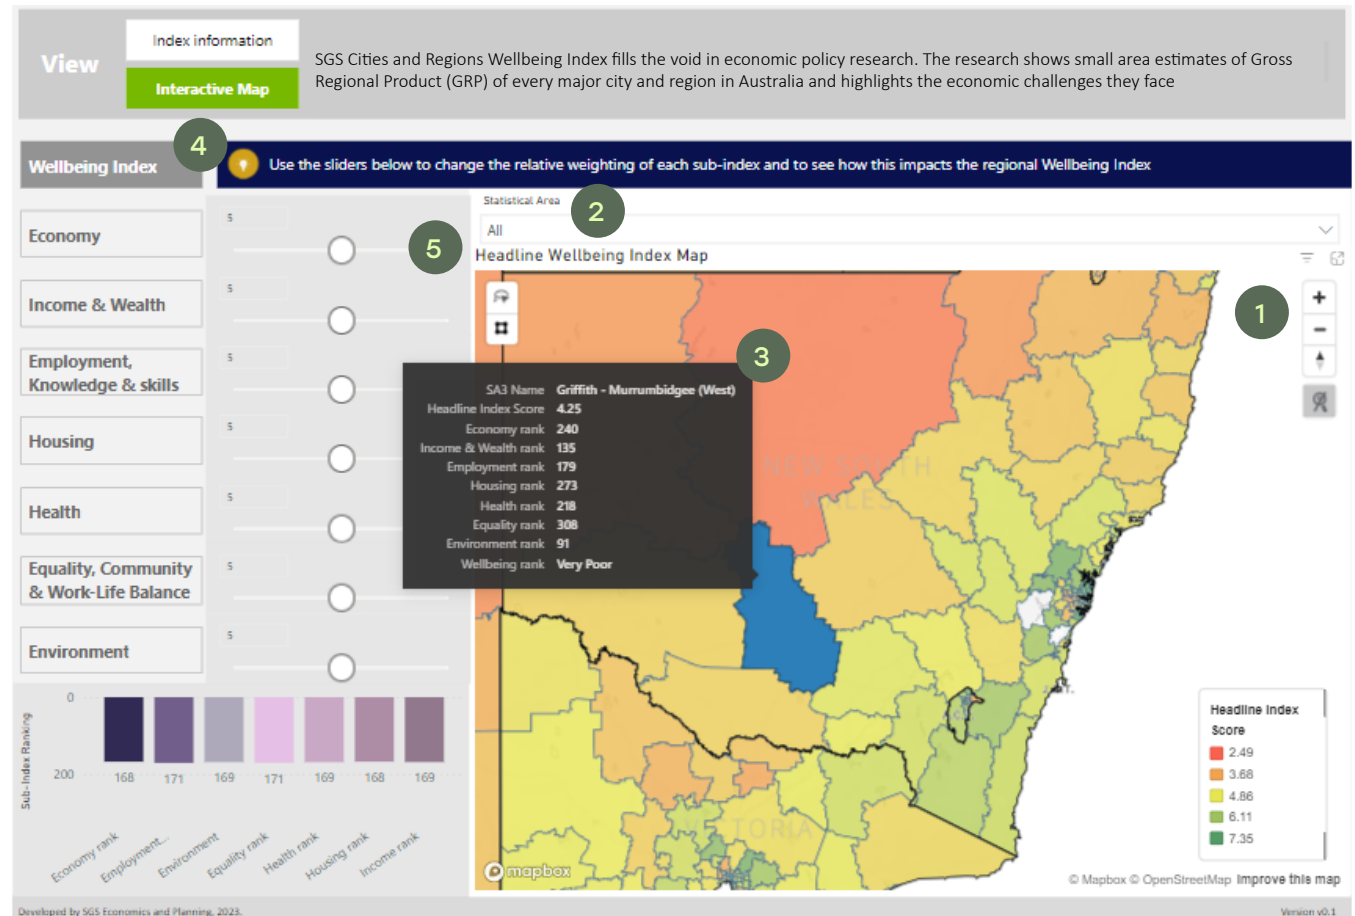 View
Index information
Interactive Map
SGS Cities and Regions Wellbeing Index fills the void in economic policy research. The research shows small area estimates of Gross
Regional Product (GRP) of every major city and region in Australia and highlights the economic challenges they face
4
Wellbeing Index
Use the sliders below to change the relative weighting of each sub-index and to see how this impacts the regional Wellbeing Index
Statistical Area
2
All
Economy
5
5
Headline Wellbeing Index Map
1
Income & Wealth
5
Employment,
Knowledge & skills
5
Housing
5
Health
5
Equality, Community
& Work-Life Balance
5
Environment
5
3
SA3 Name Griffith - Murrumbidgee (West)
Headline Index Score 4.25
Economy rank 240
Income & Wealth rank 135
Employment rank 179
Housing rank 273
Health rank 218
Equality rank 308
Environment rank 91
Wellbeing rank Very Poor
NEW SOUTH
WALES
VICTORIA
Headline Index
Score
2.49
3.68
4.86
6.11
7.35
Sub-Index Ranking
0
200
168
171
169
171
169
168
169
Economy rank
Employment...
Environment
Equality rank
Health rank
Housing rank
Income rank
mapbox
© Mapbox © OpenStreetMap Improve this map
Developed by SGS Economics and Planning, 2023.
Version v0.1